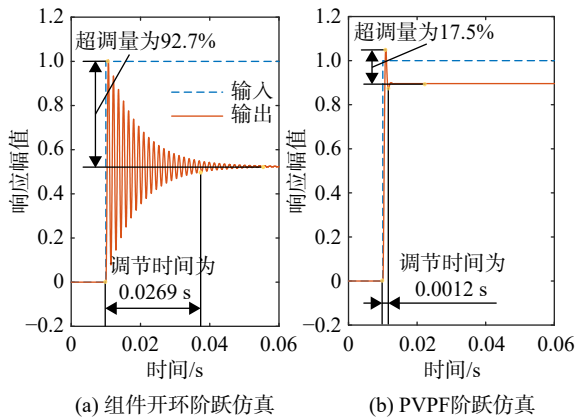 1.2
超调量为92.7%
1.0
0.8
输入
输出
0.6
0.4
0.2
0
−0.2
响应幅值
调节时间为
0.0269 s
0 0.02 0.04 0.06
时间/s
(a) 组件开环阶跃仿真
1.2
超调量为17.5%
1.0
0.8
0.6
0.4
0.2
0
−0.2
响应幅值
调节时间为
0.0012 s
0 0.02 0.04 0.06
时间/s
(b) PVPF阶跃仿真